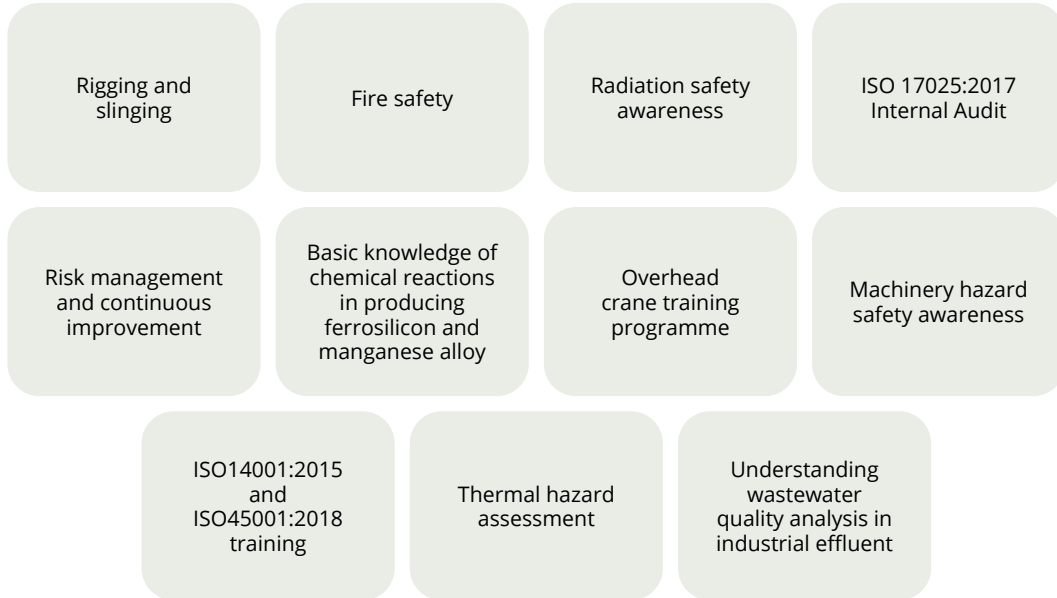 Rigging and
slinging
Fire safety
Radiation safety
awareness
ISO 17025:2017
Internal Audit
Risk management
and continuous
improvement
Basic knowledge of
chemical reactions
in producing
ferrosilicon and
manganese alloy
Overhead
crane training
programme
Machinery hazard
safety awareness
ISO14001:2015
and
ISO45001:2018
training
Thermal hazard
assessment
Understanding
wastewater
quality analysis in
industrial effluent